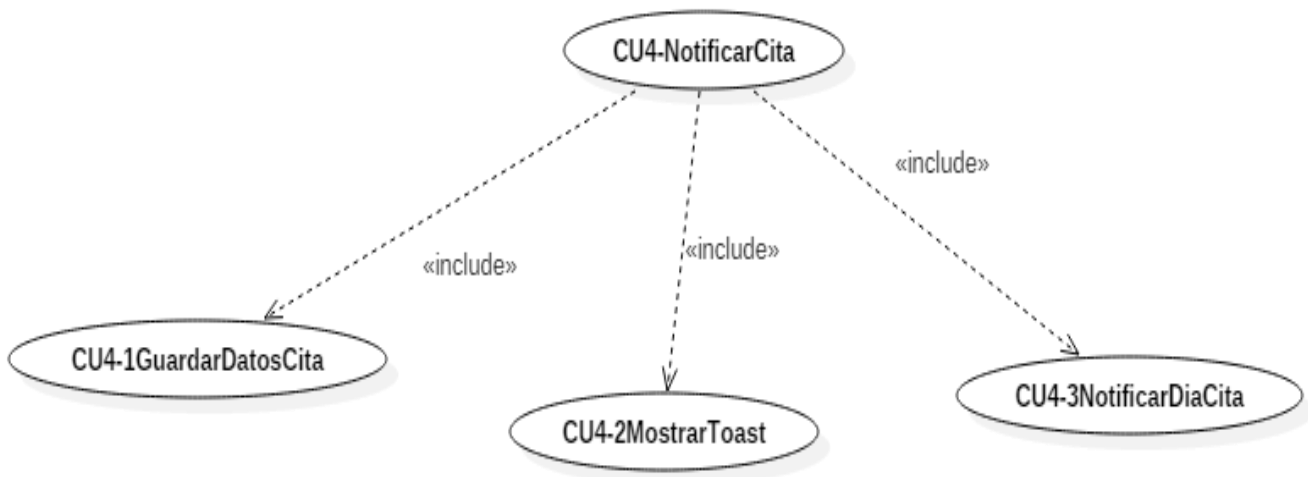 CU4-NotificarCita
«include»
«include»
«include»
CU4-1GuardarDatosCita
CU4-2MostrarToast
CU4-3NotificarDiaCita